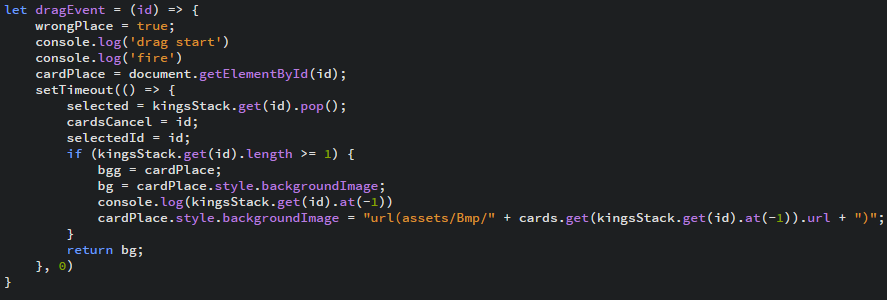 let dragEvent = (id) => {
    wrongPlace = true;
    console.log('drag start')
    console.log('fire')
    cardPlace = document.getElementById(id);
    setTimeout(() => {
        selected = kingsStack.get(id).pop();
        cardsCancel = id;
        selectedId = id;
        if (kingsStack.get(id).length >= 1) {
            bgg = cardPlace;
            bg = cardPlace.style.backgroundImage;
            console.log(kingsStack.get(id).at(-1))
            cardPlace.style.backgroundImage = "url(assets/Bmp/" + cards.get(kingsStack.get(id).at(-1)).url + ")";
        }
        return bg;
    }, 0)
}